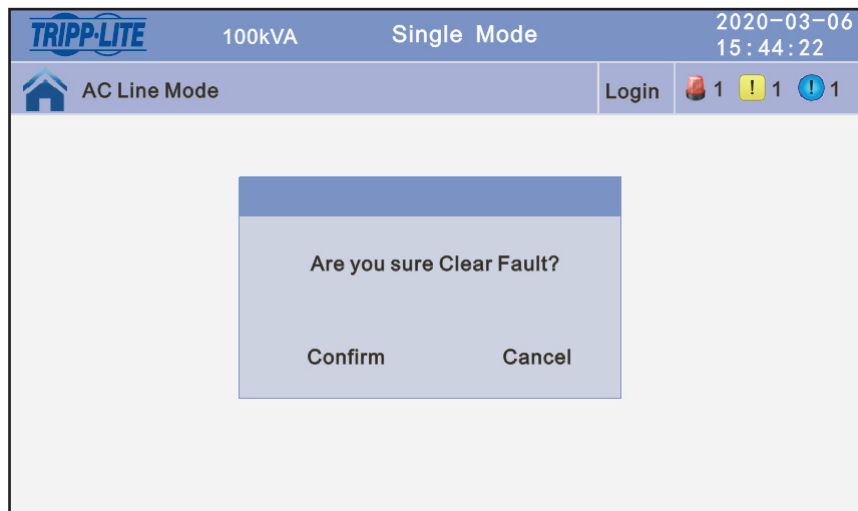 TRIPP·LITE 100kVA Single Mode 2020-03-06
15:44:22
AC Line Mode Login 1 ! 1 ! 1
Are you sure Clear Fault?
Confirm Cancel